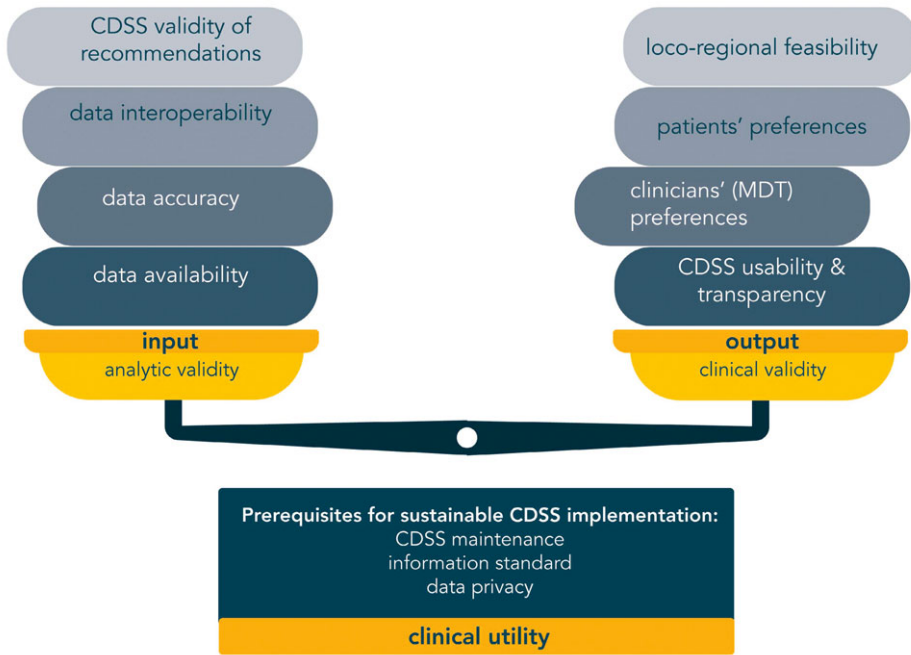 CDSS validity of
recommendations
data interoperability
data accuracy
data availability
input
analytic validity
loco-regional feasibility
patients’ preferences
clinicians’ (MDT)
preferences
CDSS usability &
transparency
output
clinical validity
Prerequisites for sustainable CDSS implementation:
CDSS maintenance
information standard
data privacy
clinical utility